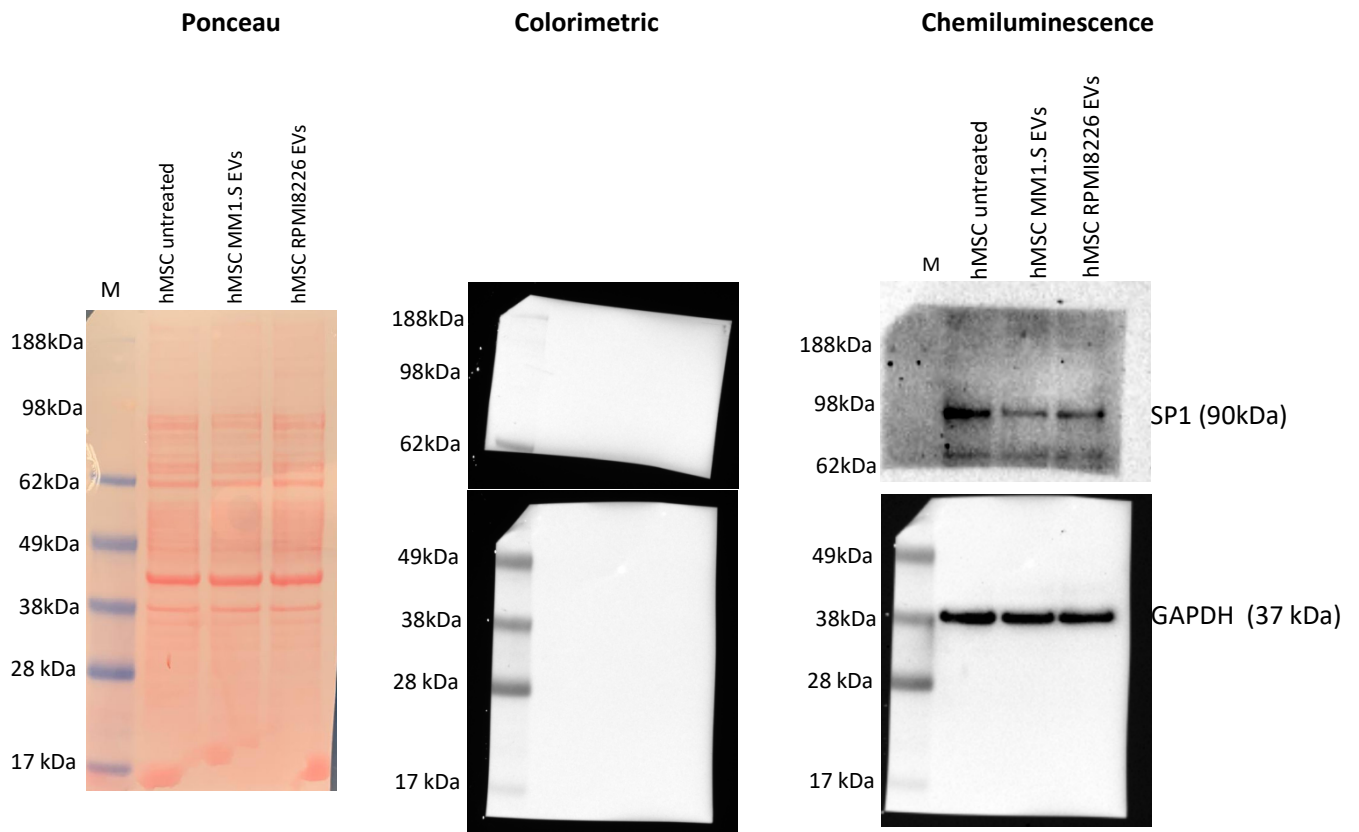 Ponceau
Colorimetric
Chemiluminescence
M
hMSC untreated
hMSC MM1.S EVs
hMSC RPMI8226 EVs
188kDa
98kDa
62kDa
49kDa
38kDa
28 kDa
17 kDa
188kDa
98kDa
62kDa
49kDa
38kDa
28 kDa
17 kDa
M
hMSC untreated
hMSC MM1.S EVs
hMSC RPMI8226 EVs
188kDa
98kDa
62kDa
SP1 (90kDa)
49kDa
38kDa
28 kDa
17 kDa
GAPDH (37 kDa)